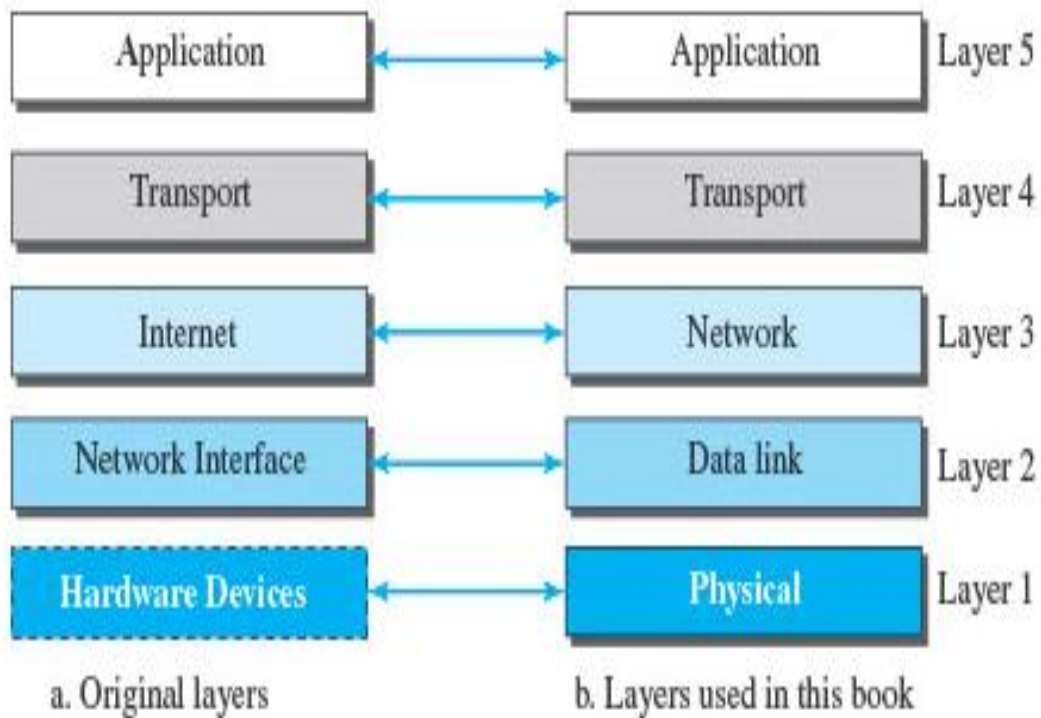 Application Application Layer 5
Transport Transport Layer 4
Internet Network Layer 3
Network Interface Data link Layer 2
Hardware Devices Physical Layer 1
a. Original layers b. Layers used in this book